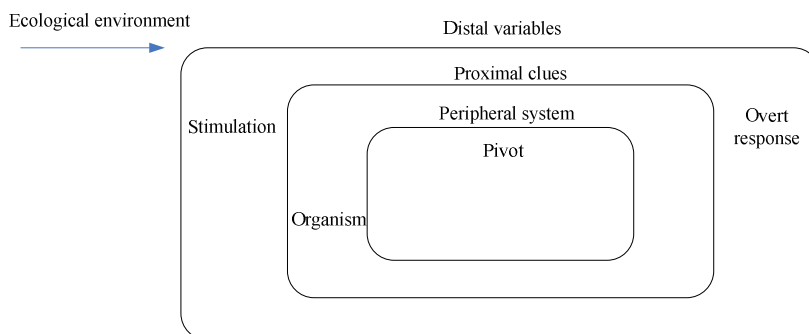 Ecological environment
Distal variables
Proximal clues
Stimulation
Peripheral system
Overt
response
Pivot
Organism